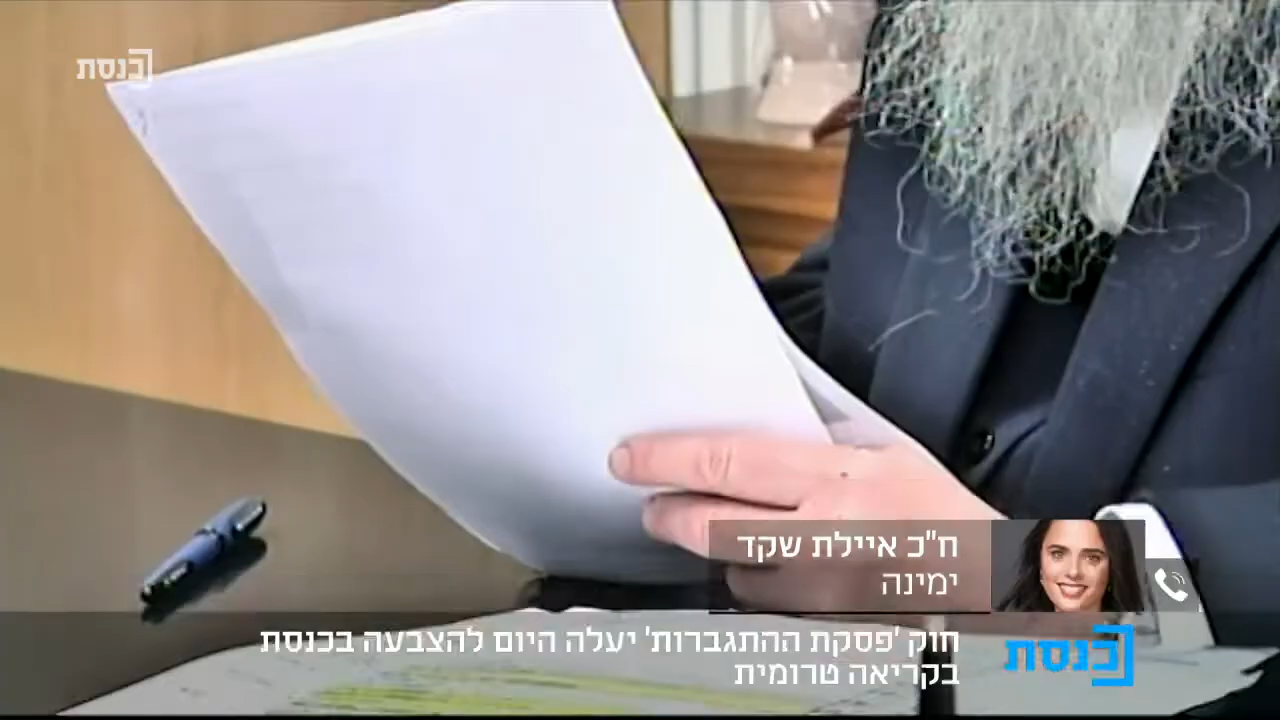 כנסת
ח"כ איילת שקד
ימינה
חוק 'פסקת ההתגברות' יעלה היום להצבעה בכנסת
בקריאה טרומית
כנסת